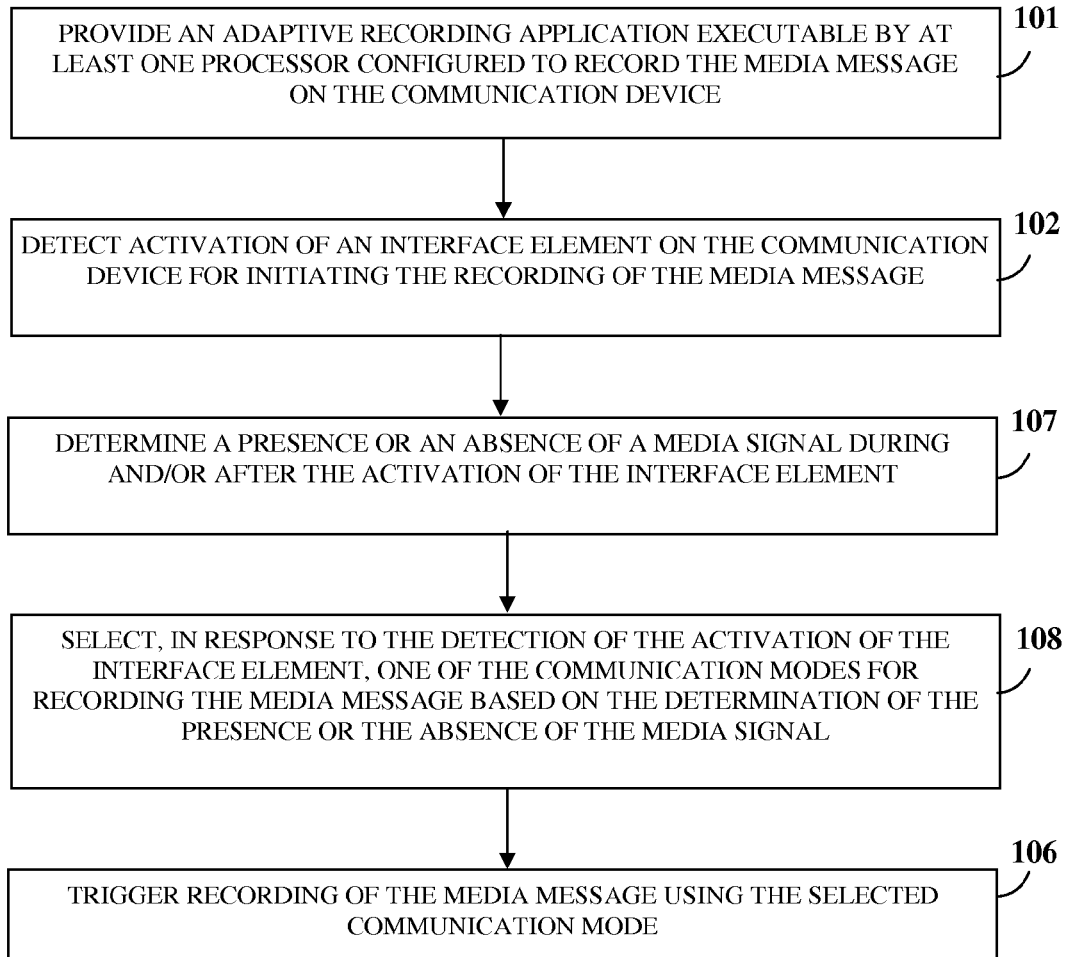 101
PROVIDE AN ADAPTIVE RECORDING APPLICATION EXECUTABLE BY AT
LEAST ONE PROCESSOR CONFIGURED TO RECORD THE MEDIA MESSAGE
ON THE COMMUNICATION DEVICE
102
DETECT ACTIVATION OF AN INTERFACE ELEMENT ON THE COMMUNICATION
DEVICE FOR INITIATING THE RECORDING OF THE MEDIA MESSAGE
107
DETERMINE A PRESENCE OR AN ABSENCE OF A MEDIA SIGNAL DURING
AND/OR AFTER THE ACTIVATION OF THE INTERFACE ELEMENT
108
SELECT, IN RESPONSE TO THE DETECTION OF THE ACTIVATION OF THE
INTERFACE ELEMENT, ONE OF THE COMMUNICATION MODES FOR
RECORDING THE MEDIA MESSAGE BASED ON THE DETERMINATION OF THE
PRESENCE OR THE ABSENCE OF THE MEDIA SIGNAL
106
TRIGGER RECORDING OF THE MEDIA MESSAGE USING THE SELECTED
COMMUNICATION MODE